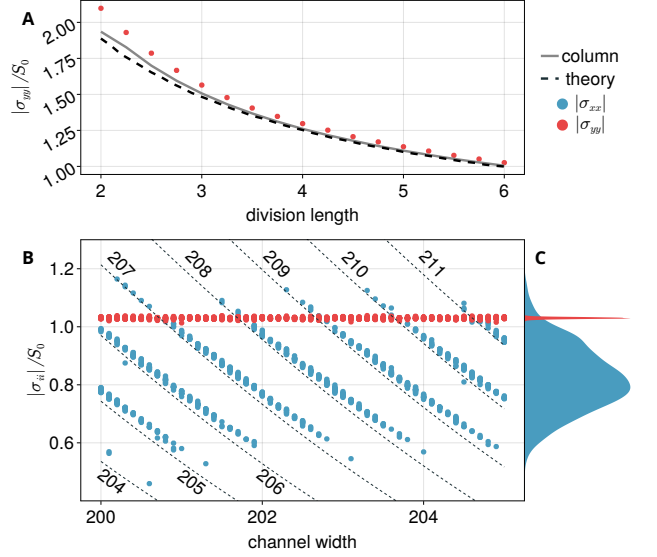 A
|σyy|/S0
2.00
1.75
1.50
1.25
1.00
2 3 4 5 6
division length
column
theory
|σxx|
|σyy|
B
C
|σii|/S0
1.2
1.0
0.8
0.6
207 208 209 210 211
204 205 206
200 202 204
channel width